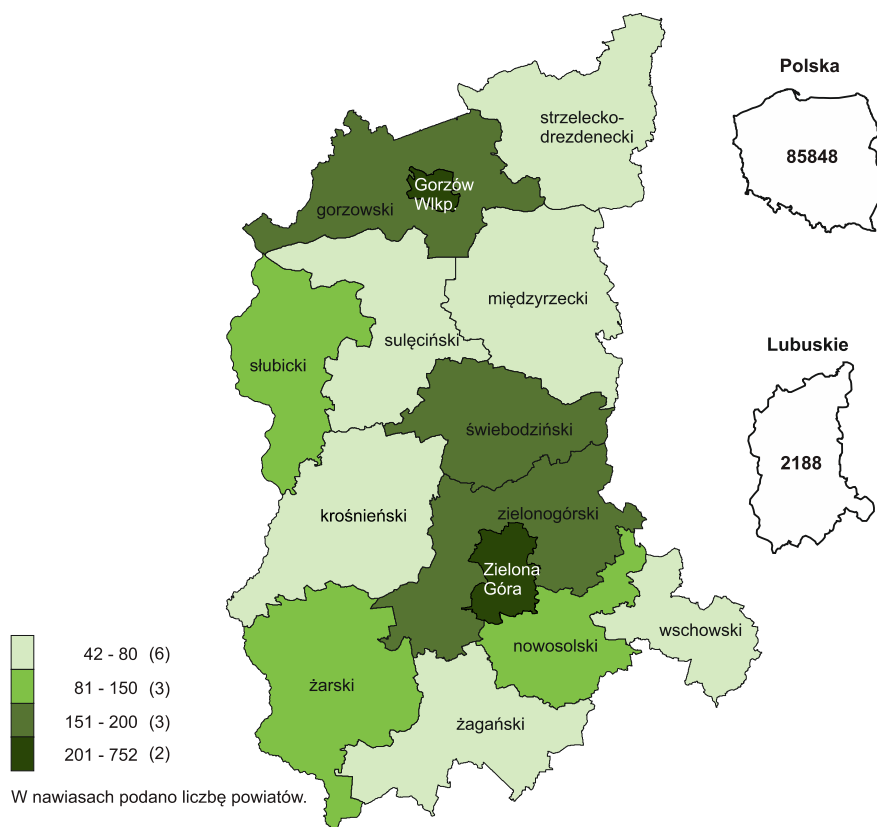 Polska
85848
strzelecko-
drezdenecki
Gorzów
Wlkp.
gorzowski
międzyrzecki
sulęciński
słubicki
Lubuskie
2188
świebodziński
zielonogórski
krośnieński
Zielona
Góra
wschowski
nowosolski
żarski
żagański
42 - 80 (6)
81 - 150 (3)
151 - 200 (3)
201 - 752 (2)
W nawiasach podano liczbę powiatów.